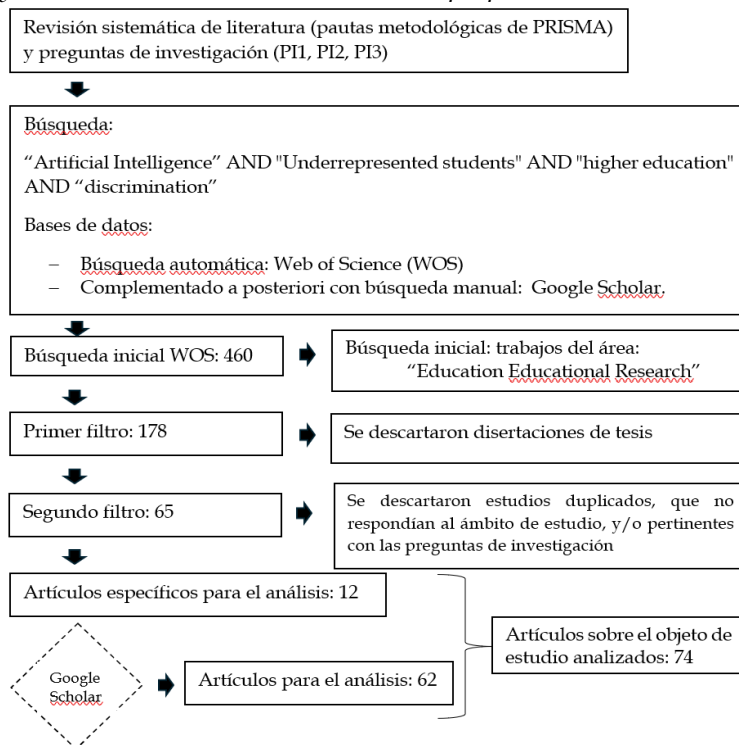 Revisión sistemática de literatura (pautas metodológicas de PRISMA)
y preguntas de investigación (PI1, PI2, PI3)
Búsqueda:
“Artificial Intelligence” AND "Underrepresented students" AND "higher education"
AND “discrimination”
Bases de datos:
– Búsqueda automática: Web of Science (WOS)
– Complementado a posteriori con búsqueda manual: Google Scholar.
Búsqueda inicial WOS: 460
Búsqueda inicial: trabajos del área:
“Education Educational Research”
Primer filtro: 178
Se descartaron disertaciones de tesis
Segundo filtro: 65
Se descartaron estudios duplicados, que no
respondían al ámbito de estudio, y/o pertinentes
con las preguntas de investigación
Artículos específicos para el análisis: 12
Artículos sobre el objeto de
estudio analizados: 74
Google
Scholar
Artículos para el análisis: 62